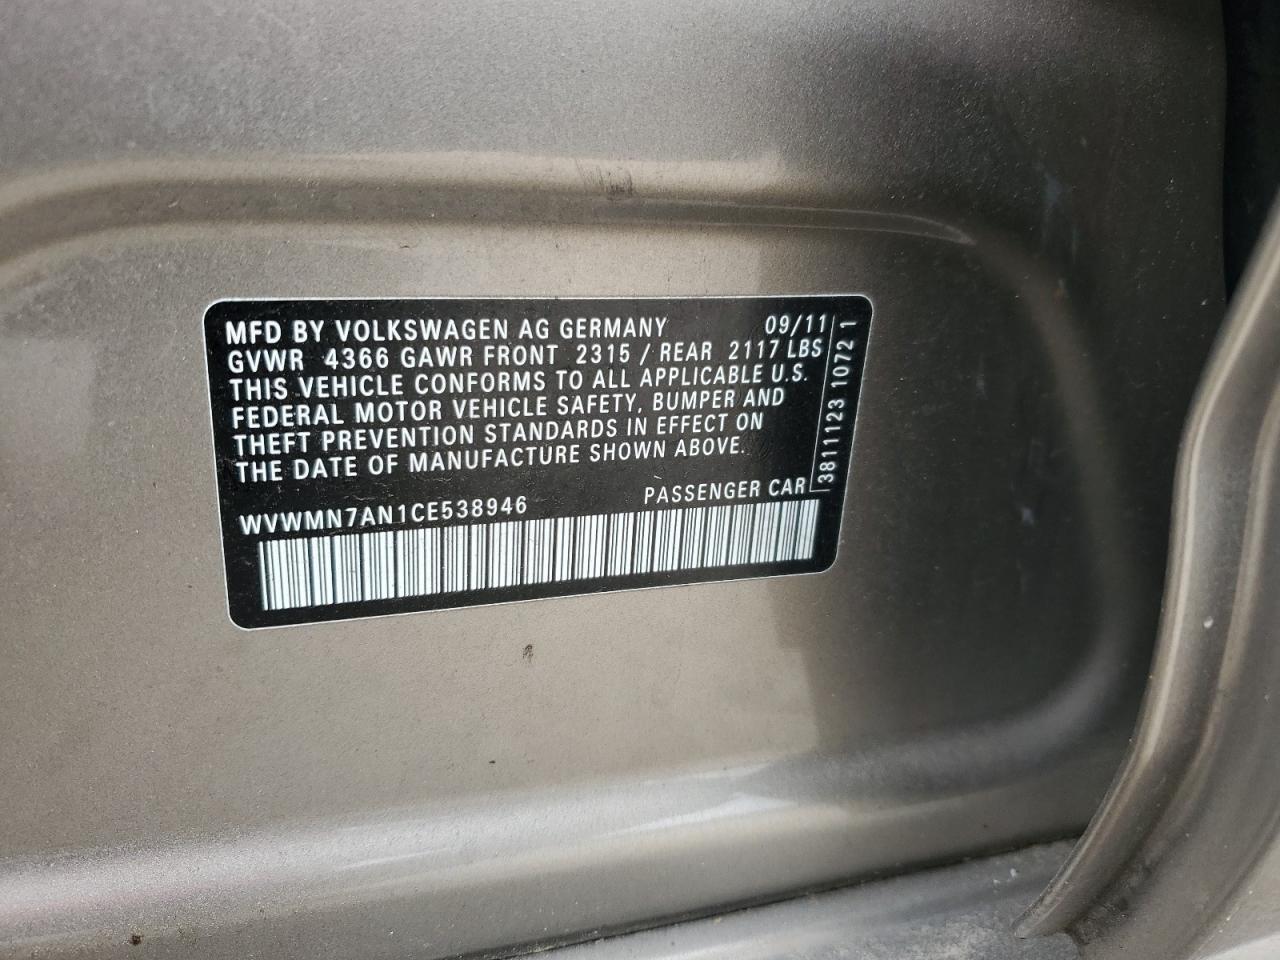 MFD BY VOLKSWAGEN AG GERMANY 09/11
GVWR 4366 GAWR FRONT 2315 / REAR 2117 LBS
THIS VEHICLE CONFORMS TO ALL APPLICABLE U.S.
FEDERAL MOTOR VEHICLE SAFETY, BUMPER AND
THEFT PREVENTION STANDARDS IN EFFECT ON
THE DATE OF MANUFACTURE SHOWN ABOVE.
WVWMN7AN1CE538946 PASSENGER CAR
3811123 10721